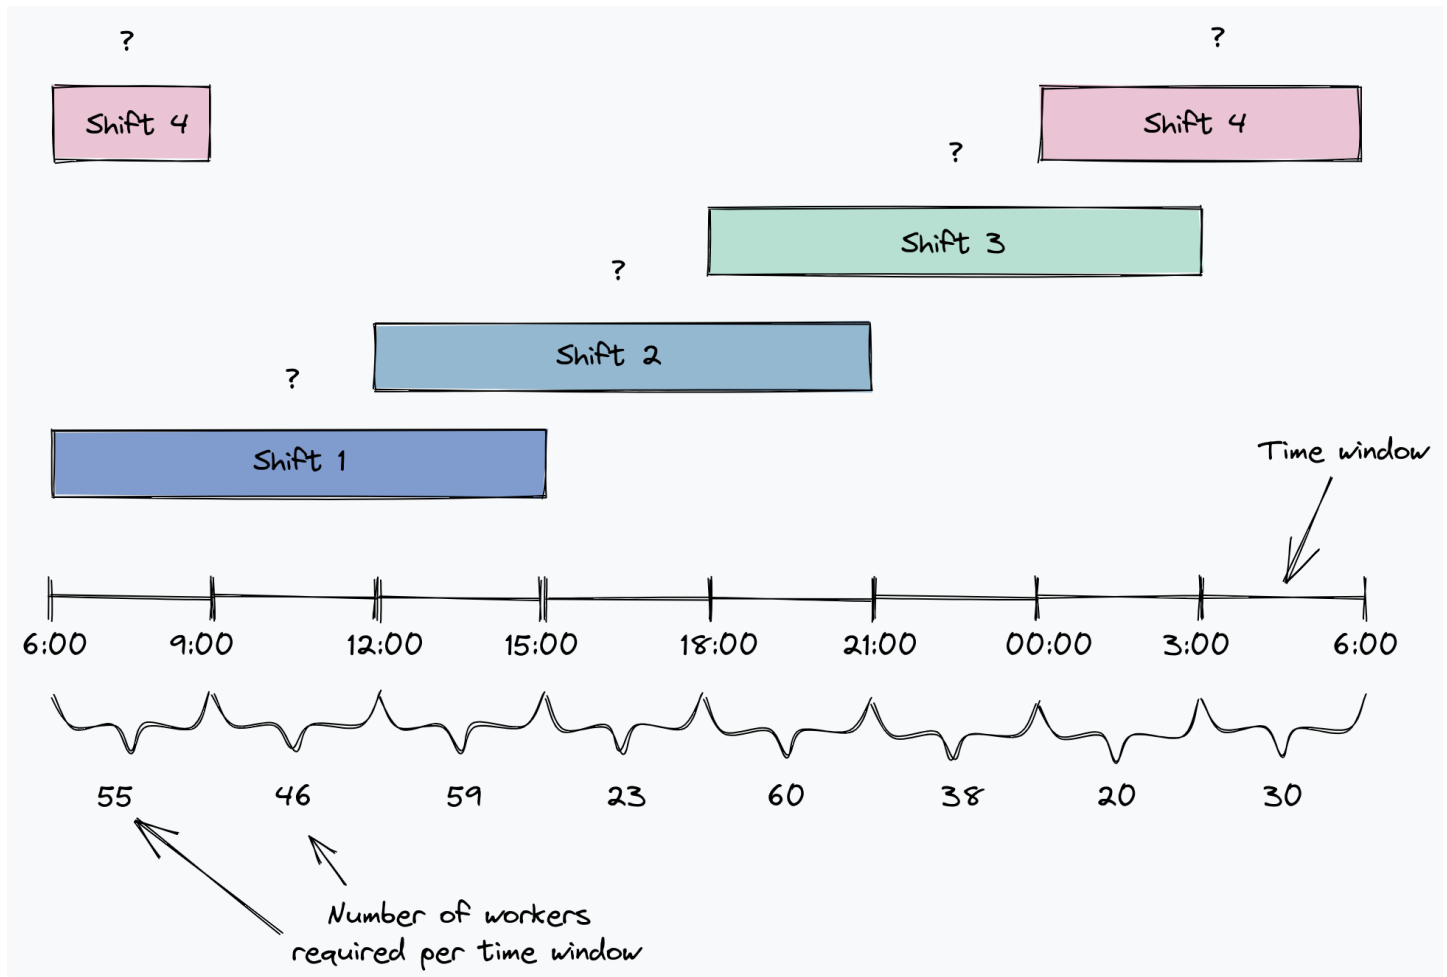 ?
?
Shift 4
Shift 4
?
Shift 3
?
Shift 2
?
Shift 1
Time window
6:00 9:00 12:00 15:00 18:00 21:00 00:00 3:00 6:00
55 46 59 23 60 38 20 30
Number of workers
required per time window